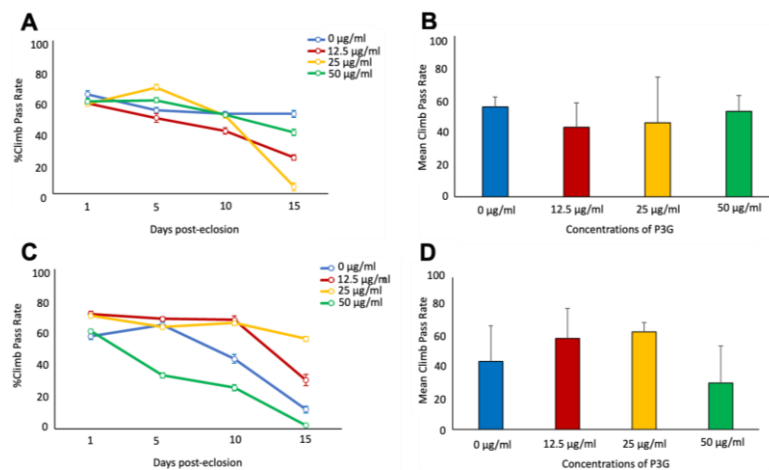 A
100
80
60
40
20
0
%Climb Pass Rate
1 5 10 15
Days post-eclosion
0 µg/ml
12.5 µg/ml
25 µg/ml
50 µg/ml
B
100
80
60
40
20
0
Mean Climb Pass Rate
0 µg/ml 12.5 µg/ml 25 µg/ml 50 µg/ml
Concentrations of P3G
C
100
80
60
40
20
0
%Climb Pass Rate
1 5 10 15
Days post-eclosion
0 µg/ml
12.5 µg/ml
25 µg/ml
50 µg/ml
D
100
80
60
40
20
0
Mean Climb Pass Rate
0 µg/ml 12.5 µg/ml 25 µg/ml 50 µg/ml
Concentrations of P3G